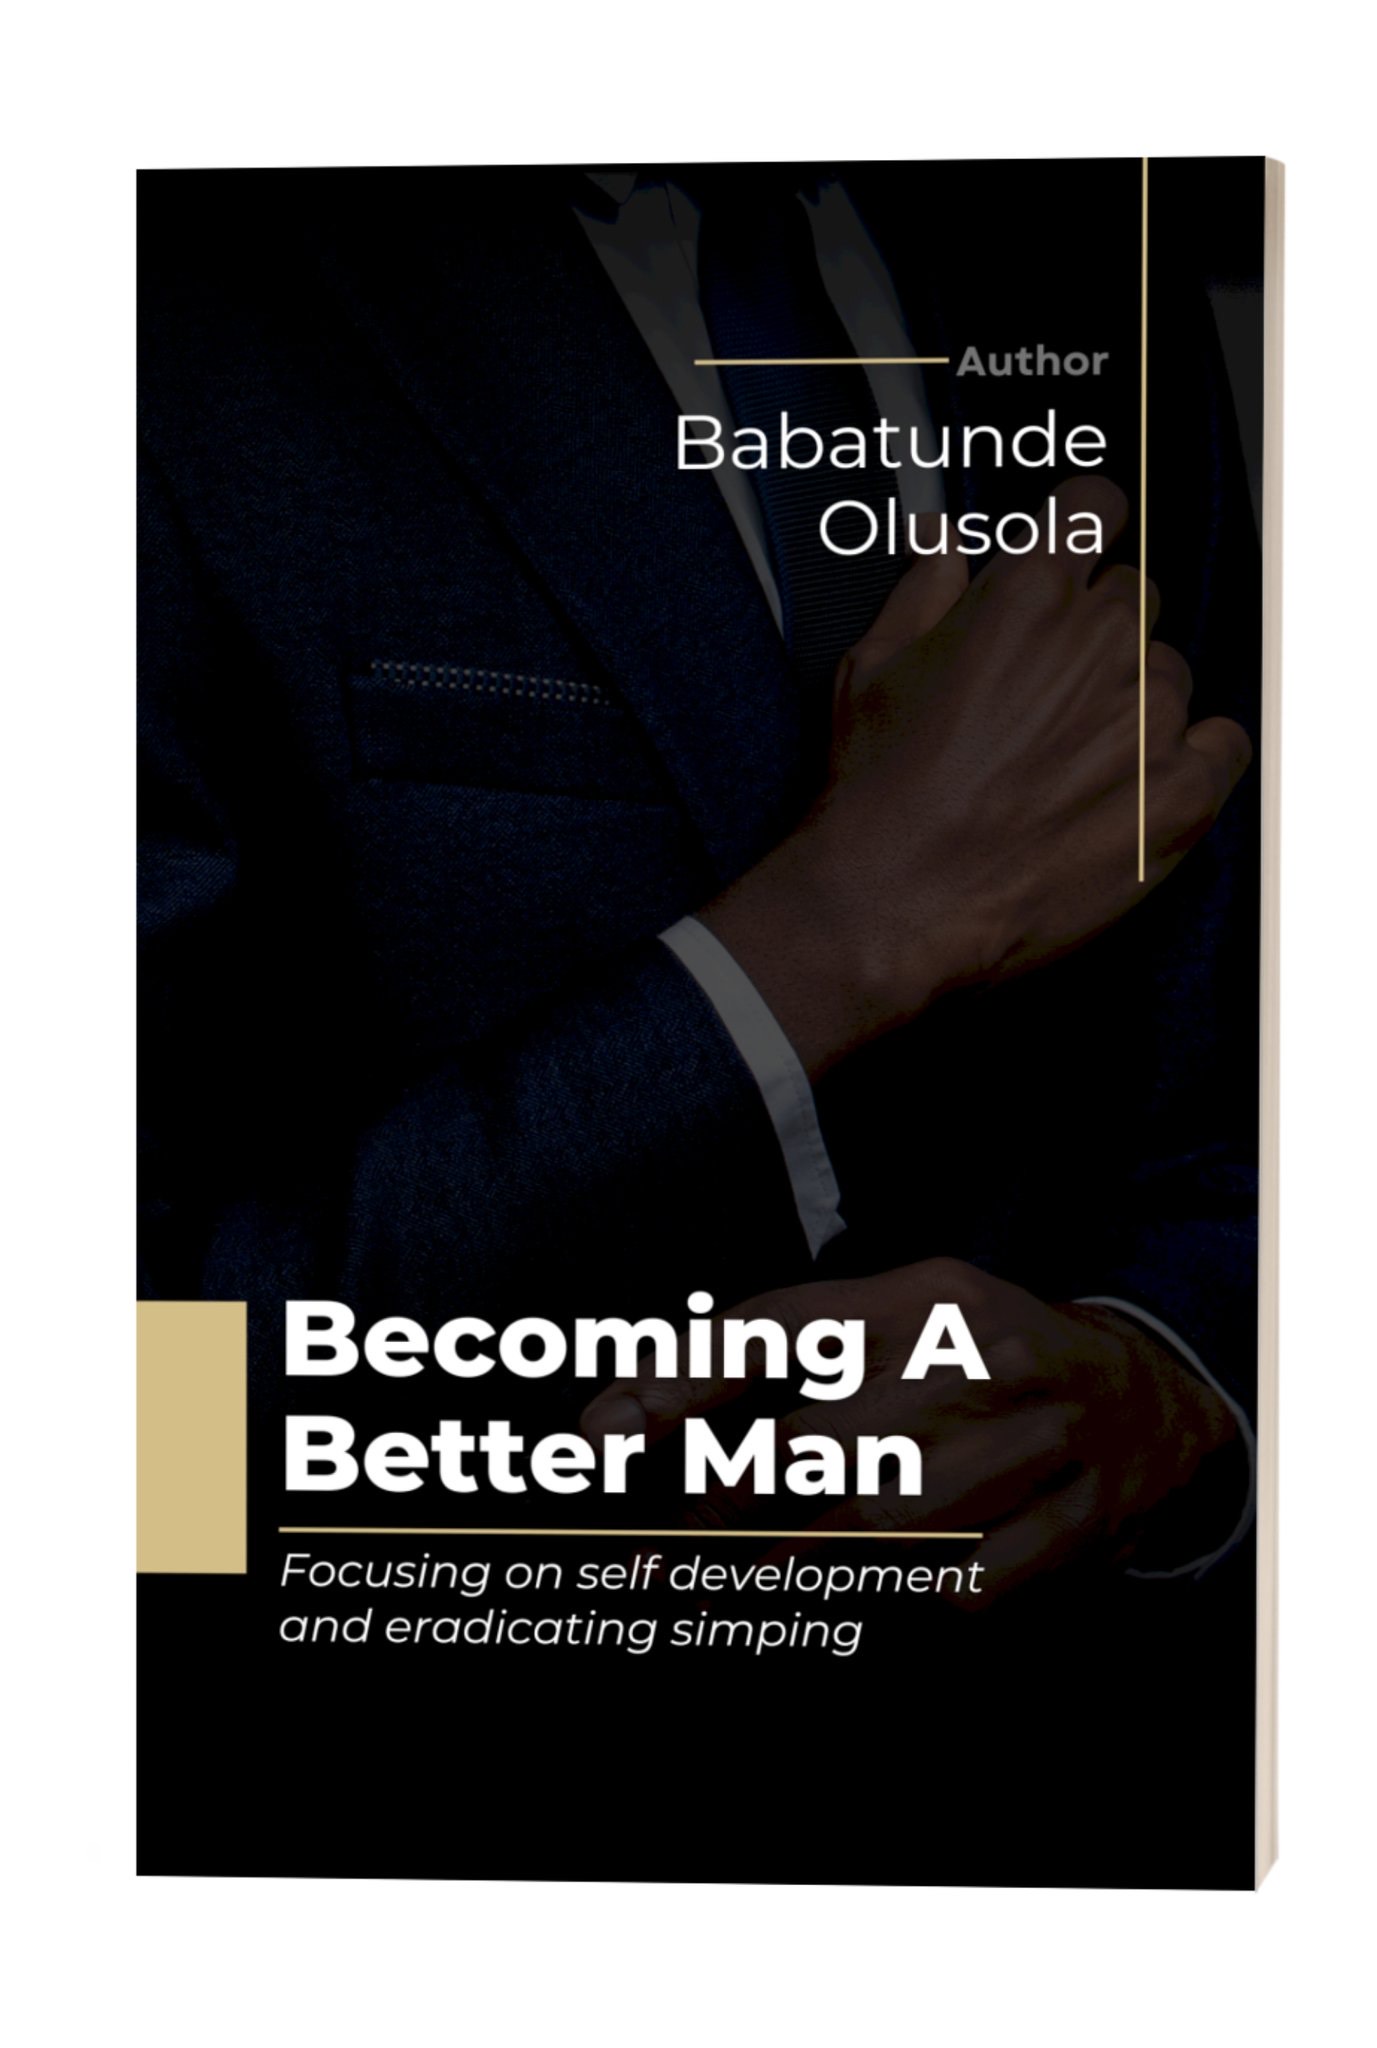 Author
Babatunde
Olusola
Becoming A
Better Man
Focusing on self development
and eradicating simping